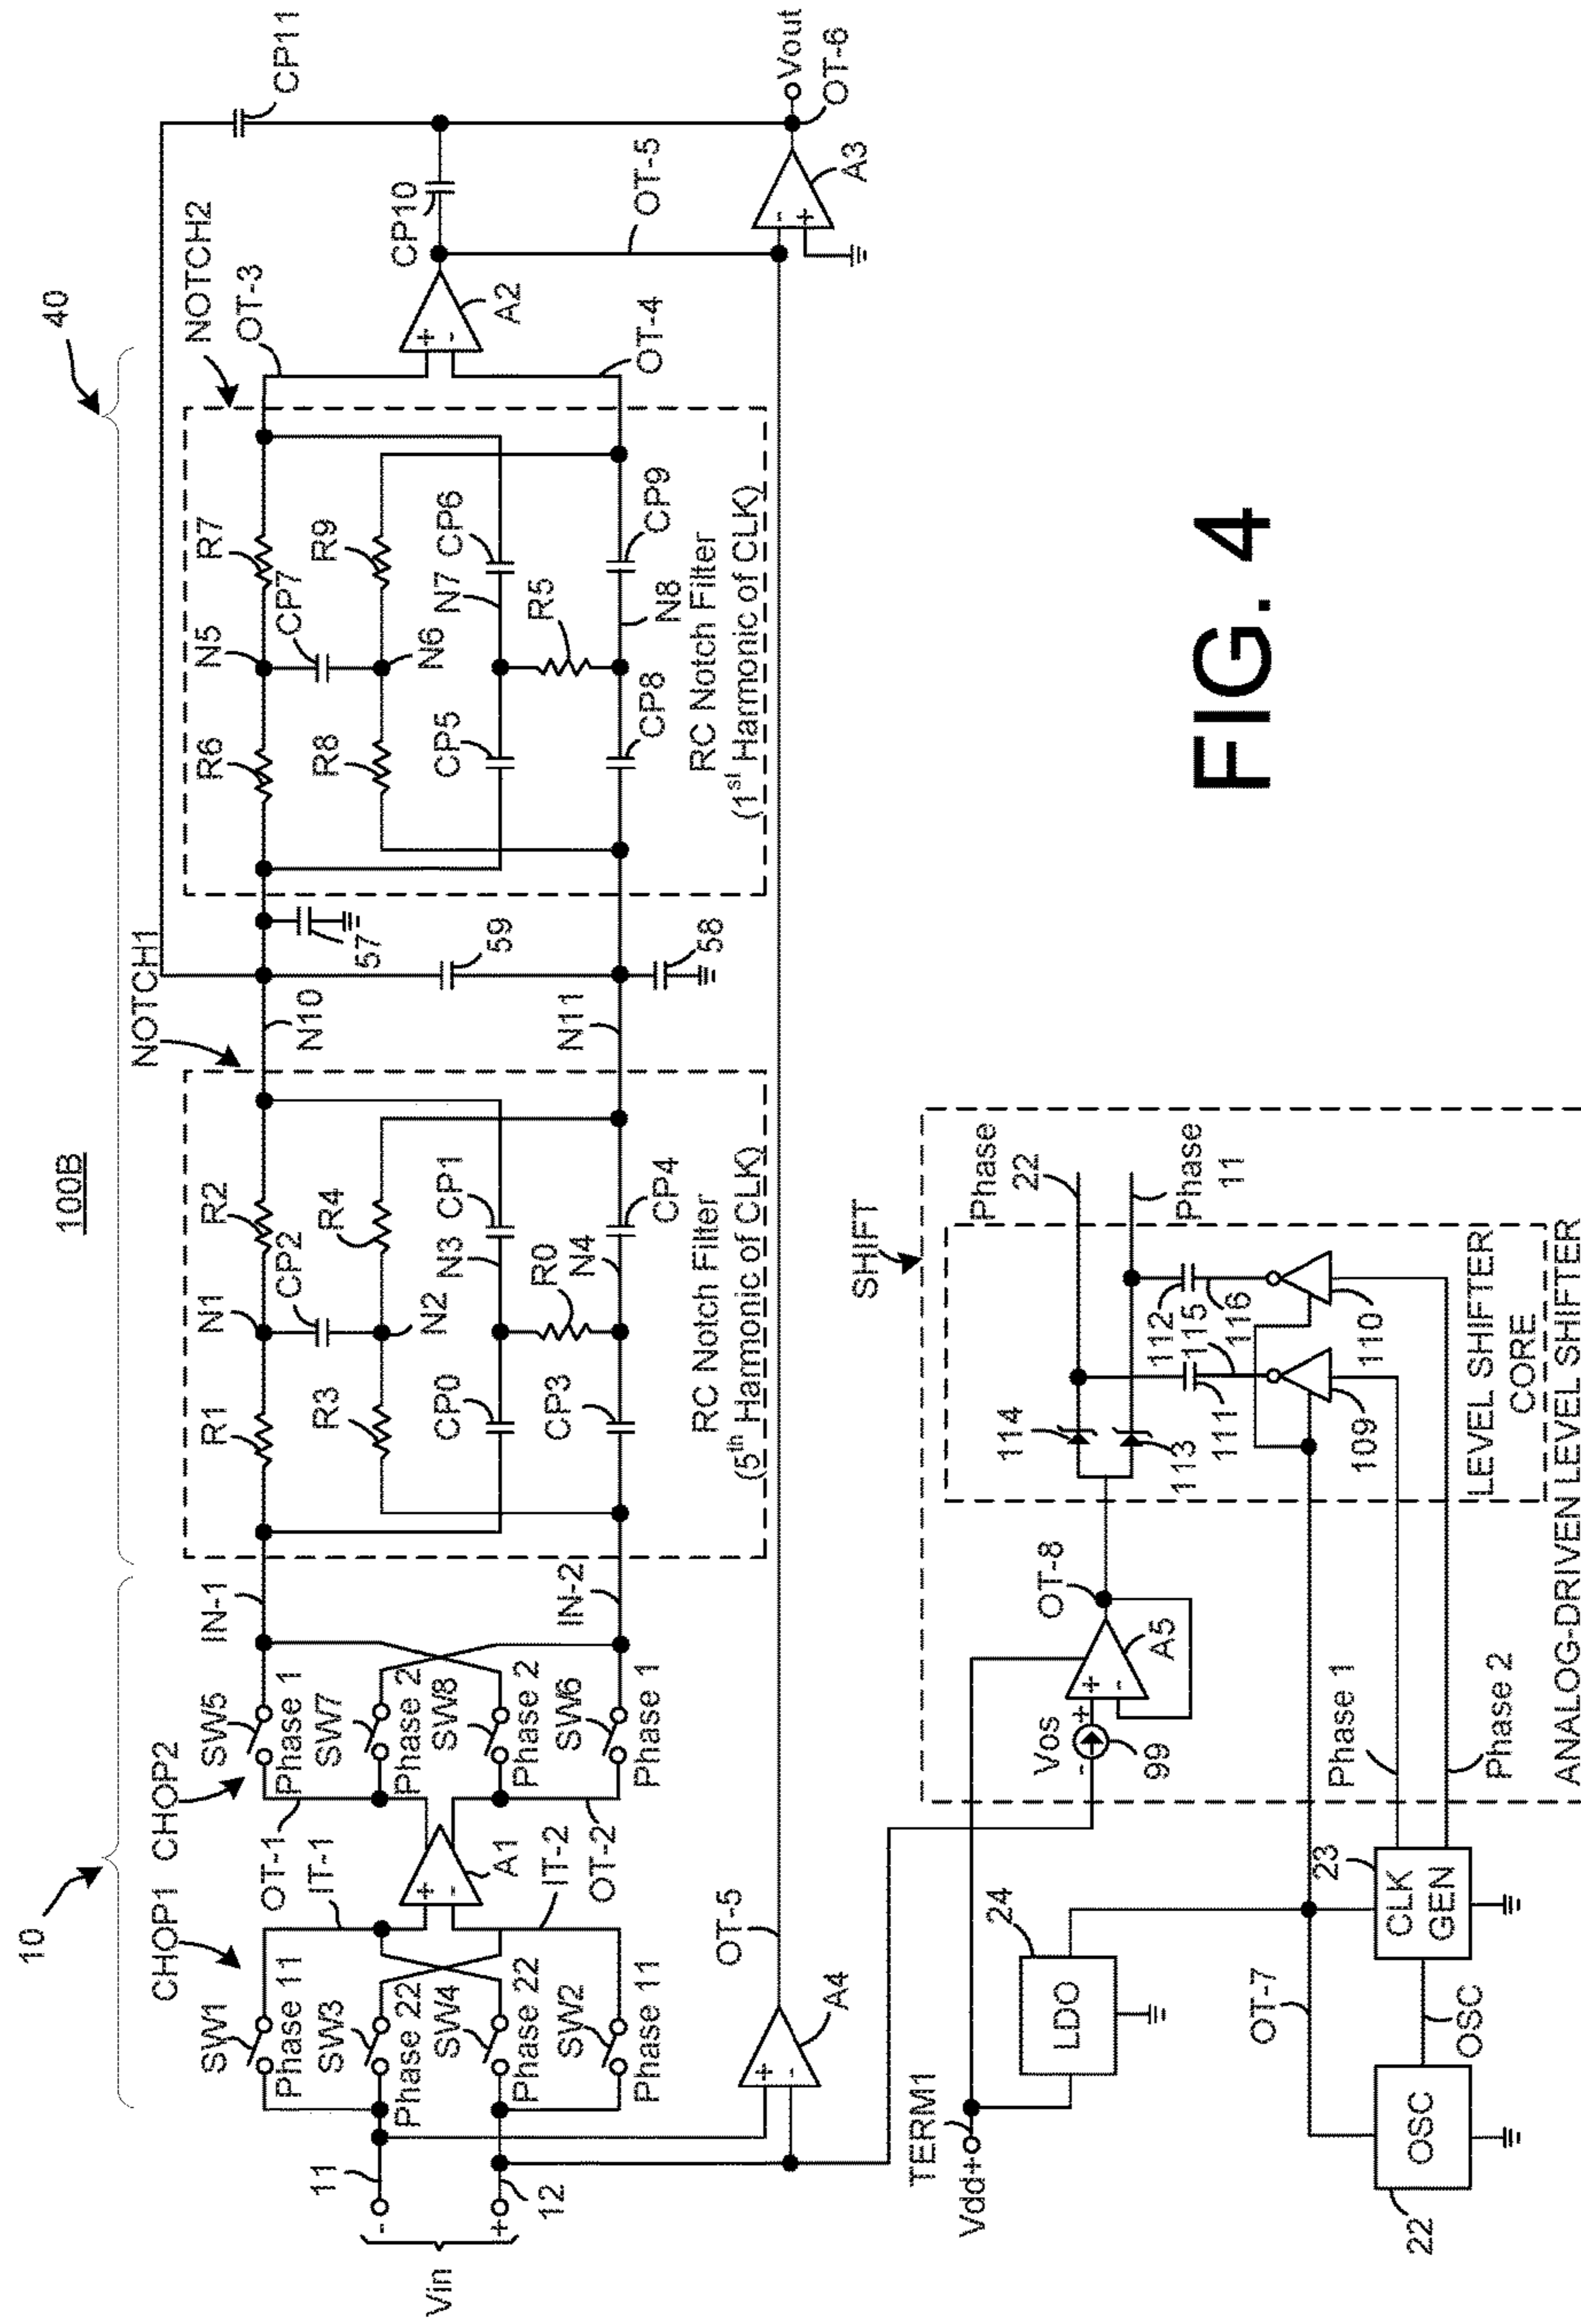 100B
10
40
CHOP1
CHOP2
NOTCH1
NOTCH2
CP11
SW1
Phase 11
SW3
Phase 22
SW4
Phase 22
SW2
Phase 11
IT-1
OT-1
+
-
A1
IT-2
OT-2
SW5
Phase 1
SW7
Phase 2
SW8
Phase 2
SW6
Phase 1
IN-1
IN-2
R1
N1
R2
CP2
R3
R4
N2
CP0
N3
CP1
R0
CP3
N4
CP4
RC Notch Filter
(5th Harmonic of CLK)
N10
N11
57
59
58
R6
N5
R7
CP7
R8
R9
N6
CP5
N7
CP6
R5
CP8
N8
CP9
RC Notch Filter
(1st Harmonic of CLK)
OT-3
OT-4
+
-
A2
CP10
OT-5
-
+
A3
Vout
OT-6
Vin
-
+
11
12
+
-
A4
OT-5
TERM1
Vdd+
LDO
24
OT-7
OSC
22
OSC
CLK
GEN
23
Vos
-
+
99
+
-
A5
OT-8
Phase 1
Phase 2
SHIFT
114
113
111
112
115
116
109
110
Phase
22
Phase
11
LEVEL SHIFTER
CORE
ANALOG-DRIVEN LEVEL SHIFTER
FIG. 4